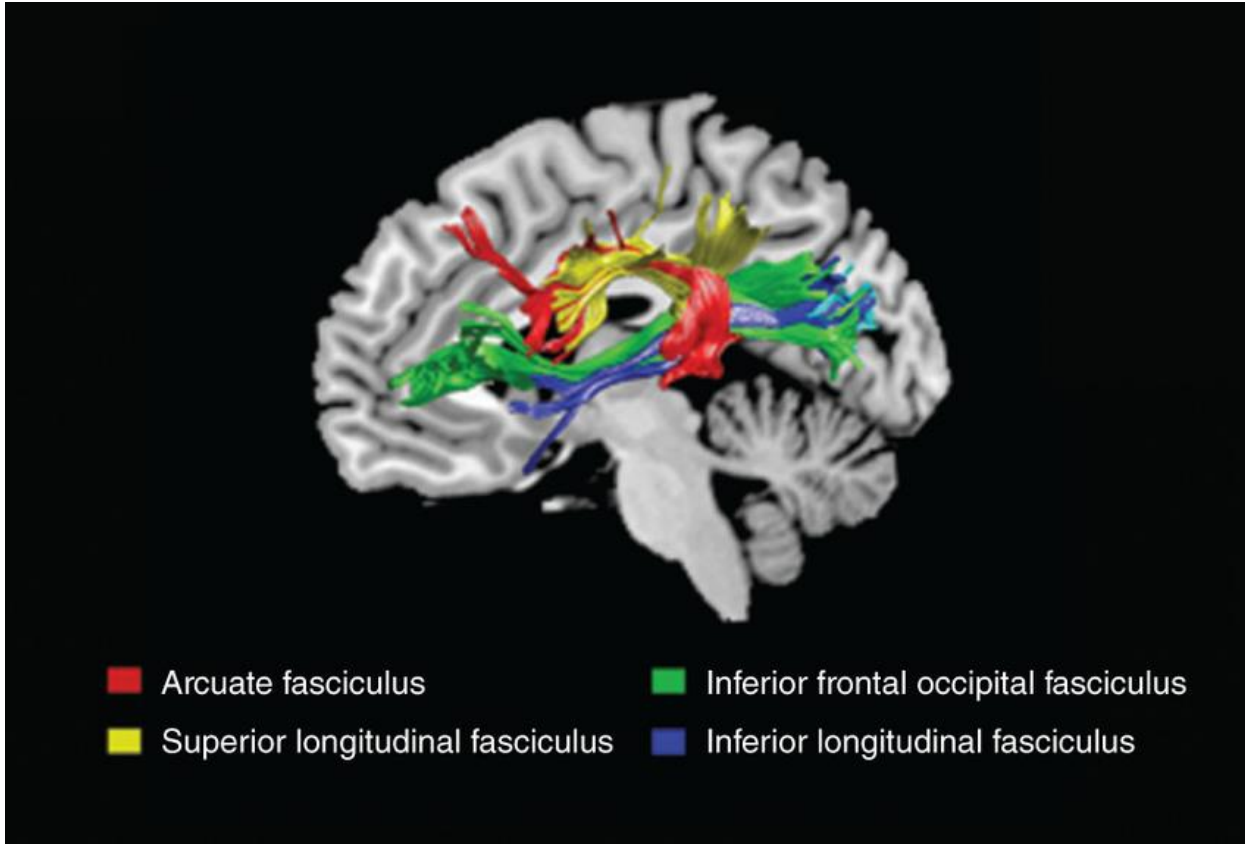 Arcuate fasciculus
Superior longitudinal fasciculus
Inferior frontal occipital fasciculus
Inferior longitudinal fasciculus